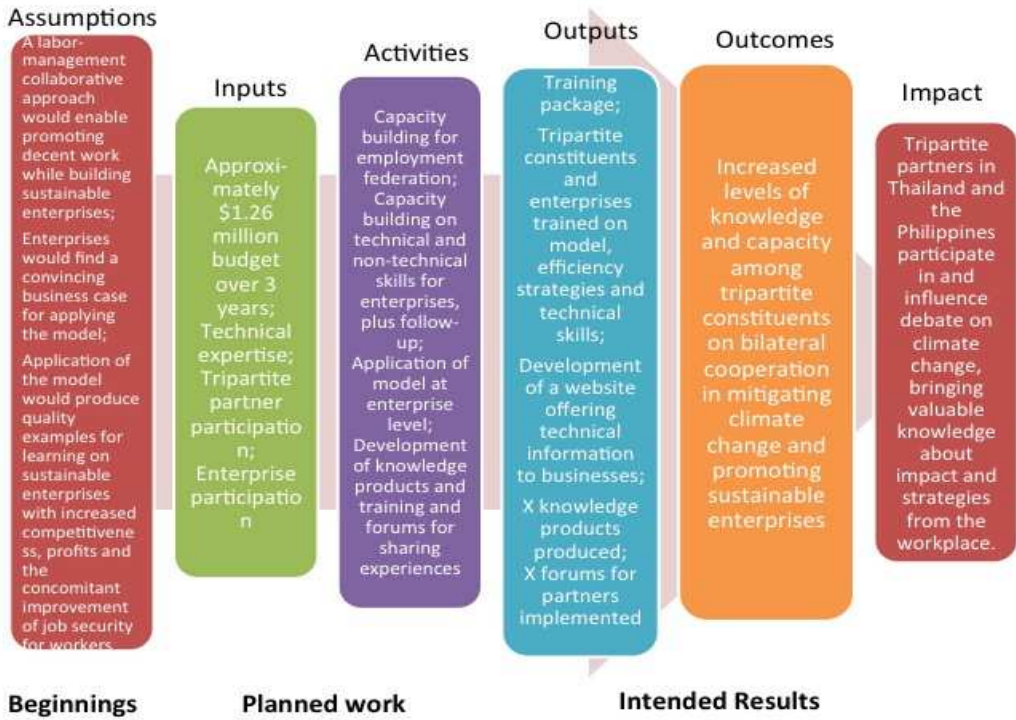 Assumptions
A labor-
management
collaborative
approach
would enable
promoting
decent work
while building
sustainable
enterprises;
Enterprises
would find a
convincing
business case
for applying
the model;
Application of
the model
would produce
quality
examples for
learning on
sustainable
enterprises
with increased
competitivene
ss, profits and
the
concomitant
improvement
of job security
for workers
Inputs
Approxi-
mately
$1.26
million
budget
over 3
years;
Technical
expertise;
Tripartite
partner
participatio
n;
Enterprise
participatio
n
Activities
Capacity
building for
employment
federation;
Capacity
building on
technical and
non-technical
skills for
enterprises,
plus follow-
up;
Application of
model at
enterprise
level;
Development
of knowledge
products and
training and
forums for
sharing
experiences
Outputs
Training
package;
Tripartite
constituents
and
enterprises
trained on
model,
efficiency
strategies and
technical
skills;
Development
of a website
offering
technical
information
to businesses;
X knowledge
products
produced;
X forums for
partners
implemented
Outcomes
Increased
levels of
knowledge
and capacity
among
tripartite
constituents
on bilateral
cooperation
in mitigating
climate
change and
promoting
sustainable
enterprises
Impact
Tripartite
partners in
Thailand and
the
Philippines
participate
in and
influence
debate on
climate
change,
bringing
valuable
knowledge
about
impact and
strategies
from the
workplace.
Beginnings
Planned work
Intended Results